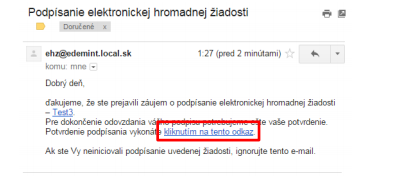 Podpísanie elektronickej hromadnej žiadosti
Doručené x
ehz@edemint.local.sk
1:27 (pred 2 minútami)
komu: mne
Dobrý deň,
ďakujeme, že ste prejavili záujem o podpísanie elektronickej hromadnej žiadosti
– Test3.
Pre dokončenie odovzdania vášho podpisu potrebujeme ešte vaše potvrdenie.
Potvrdenie podpísania vykonáte kliknutím na tento odkaz.
Ak ste Vy neiniciovali podpísanie uvedenej žiadosti, ignorujte tento e-mail.